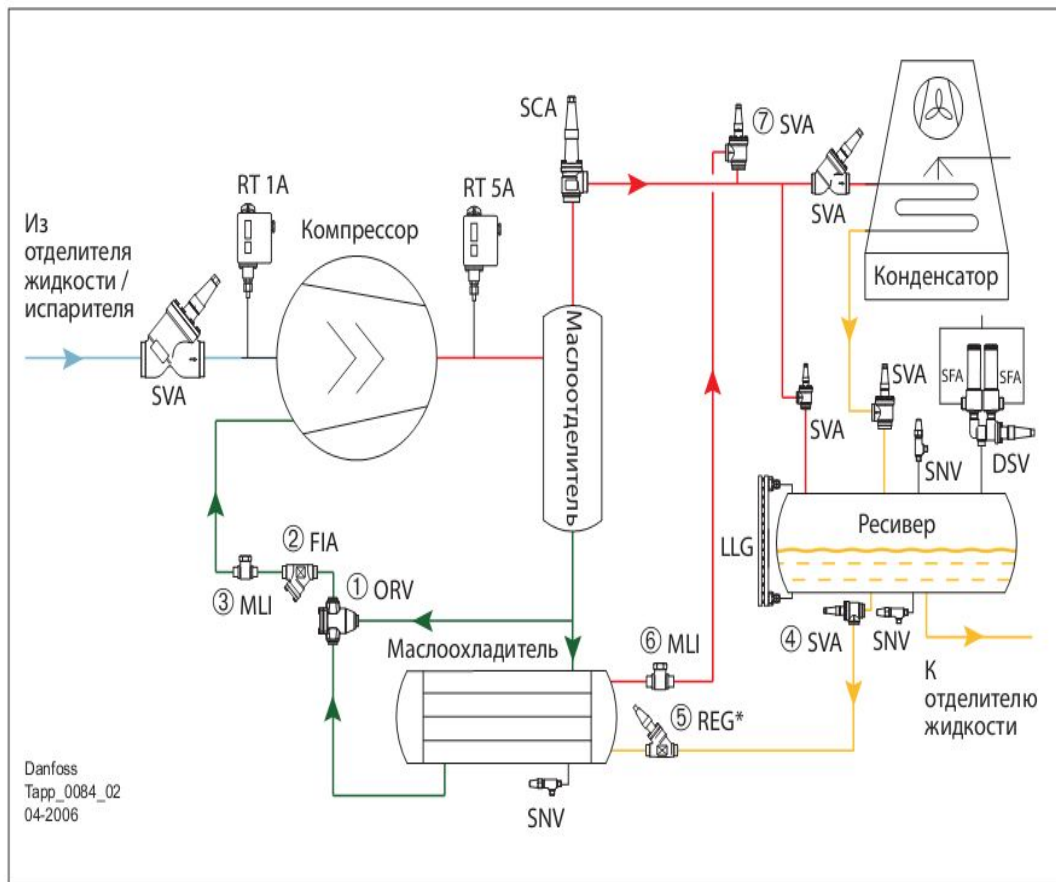 SCA
⑦ SVA
RT 1A
RT 5A
SVA
Из
отделителя
жидкости /
испарителя
Компрессор
Конденсатор
SVA
Маслоотделитель
SVA
SFA
SFA
SVA
SNV
DSV
LLG
Ресивер
② FIA
① ORV
③ MLI
Маслоохладитель
⑥ MLI
④ SVA
SNV
К
отделителю
жидкости
⑤ REG*
SNV
Danfoss
Tapp_0084_02
04-2006